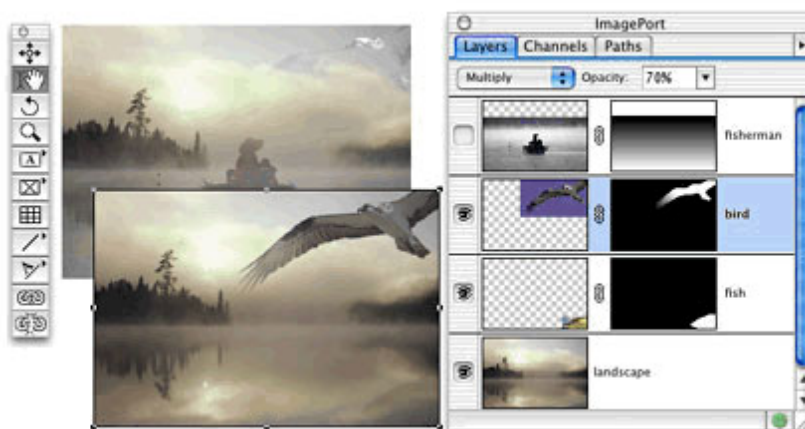 ImagePort
Layers Channels Paths
Multiply Opacity: 70%
fisherman
bird
fish
landscape
A